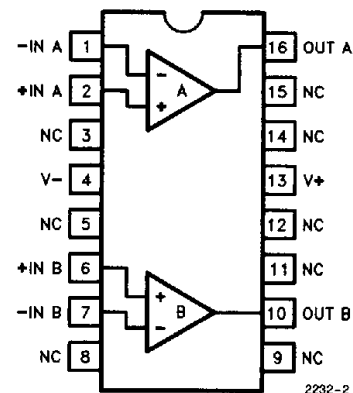 -IN A 1 16 OUT A
+IN A 2 - A + 15 NC
NC 3 14 NC
V- 4 13 V+
NC 5 12 NC
+IN B 6 11 NC
-IN B 7 + B - 10 OUT B
NC 8 9 NC
2232-2